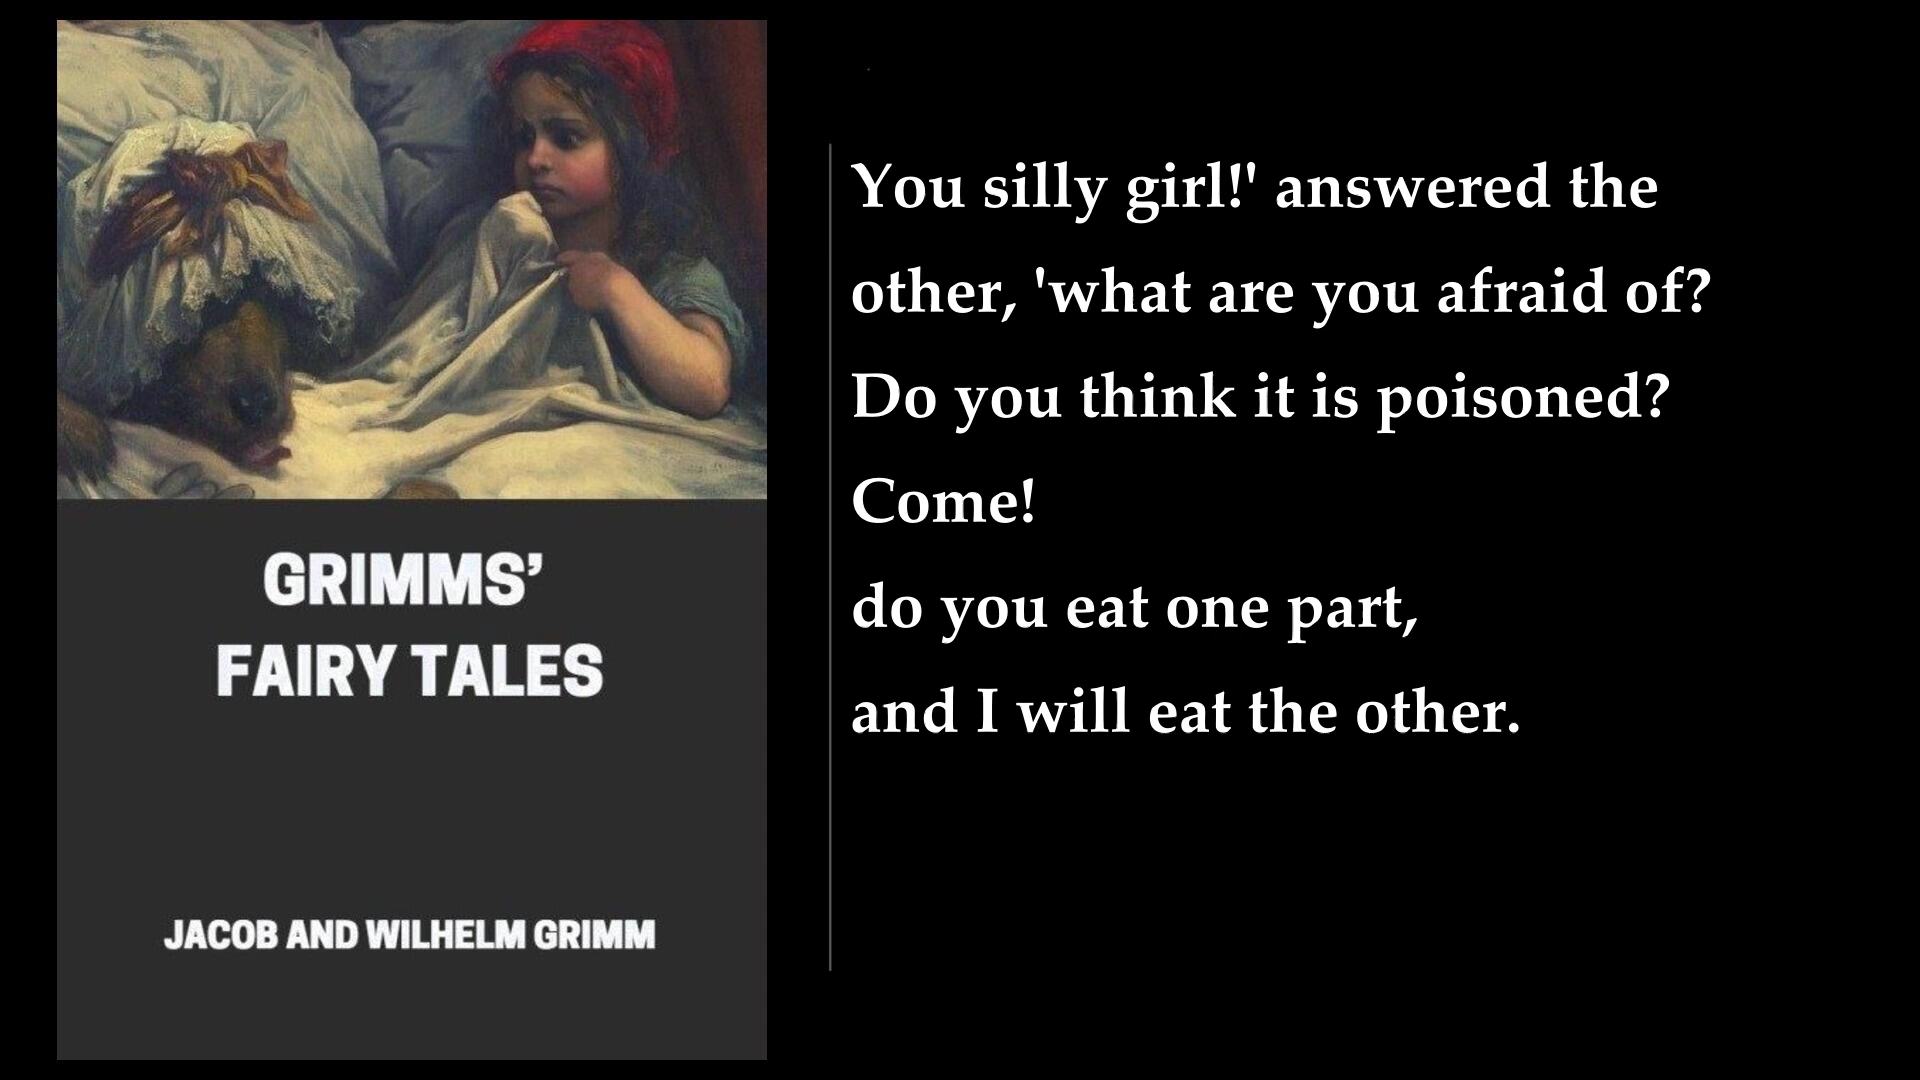 GRIMMS’
FAIRY TALES
JACOB AND WILHELM GRIMM
You silly girl!' answered the
other, 'what are you afraid of?
Do you think it is poisoned?
Come!
do you eat one part,
and I will eat the other.